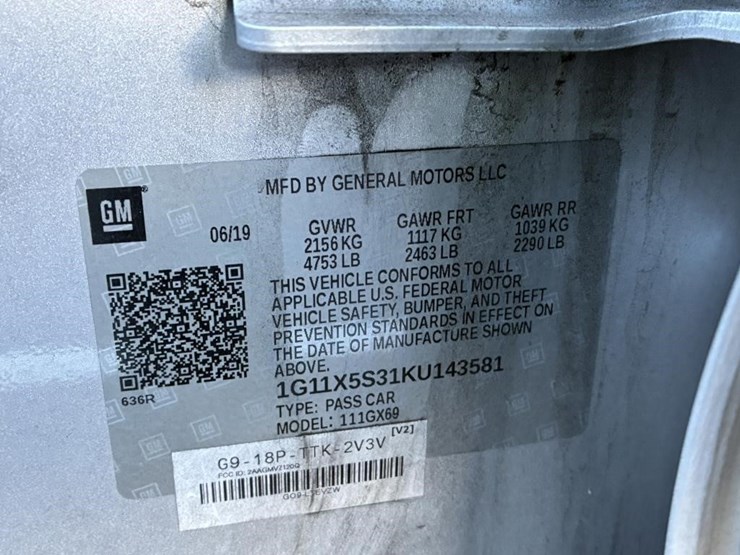 MFD BY GENERAL MOTORS LLC
GM
06/19
GVWR GAWR FRT GAWR RR
2156 KG 1117 KG 1039 KG
4753 LB 2463 LB 2290 LB
THIS VEHICLE CONFORMS TO ALL
APPLICABLE U.S. FEDERAL MOTOR
VEHICLE SAFETY, BUMPER, AND THEFT
PREVENTION STANDARDS IN EFFECT ON
THE DATE OF MANUFACTURE SHOWN
ABOVE.
636R
1G11X5S31KU143581
TYPE: PASS CAR
MODEL: 111GX69
[V2]
G9-18P-TTK-2V3V
FCC ID: